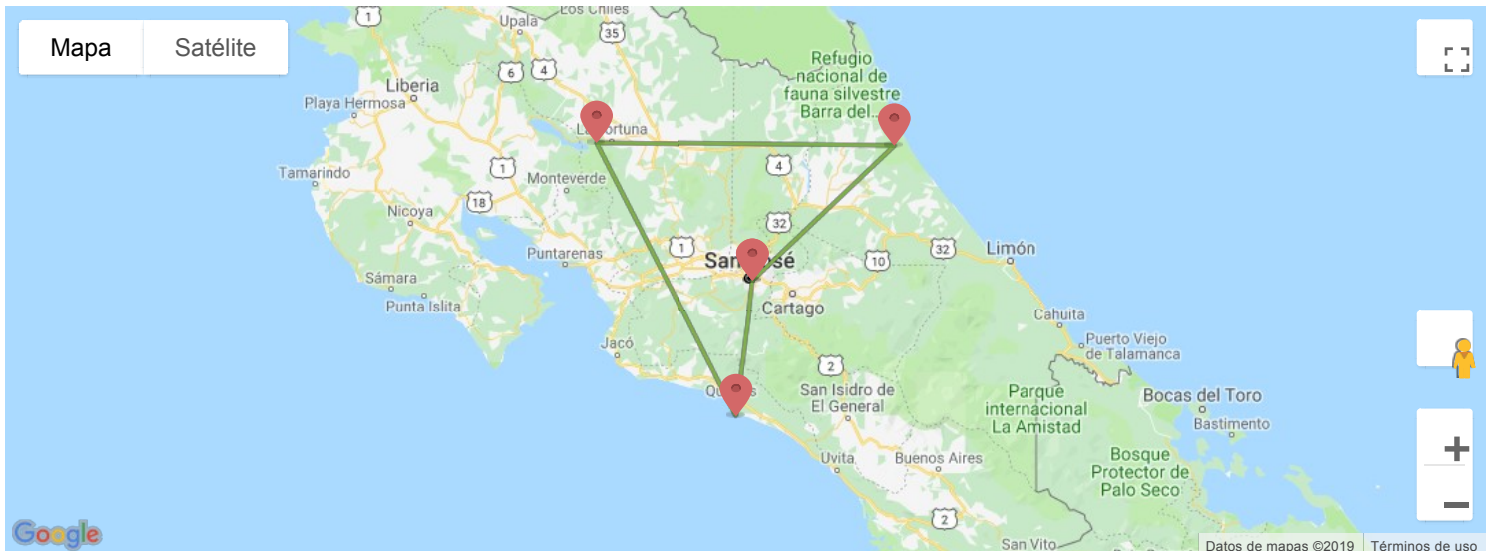 Mapa
Satélite
Los Chiles
Upala
1
35
6
4
Refugio
nacional de
fauna silvestre
Barra del...
Liberia
Playa Hermosa
1
4
Tamarindo
Monteverde
18
Nicoya
32
1
Puntarenas
10
32
Limón
Sámara
Punta Islita
Cartago
Cahuita
Jacó
Puerto Viejo
de Talamanca
2
San Isidro de
El General
Parque
internacional
La Amistad
Bocas del Toro
Bastimento
Uvita
Buenos Aires
Bosque
Protector de
Palo Seco
2
San Vito
Google
Datos de mapas ©2019
Términos de uso